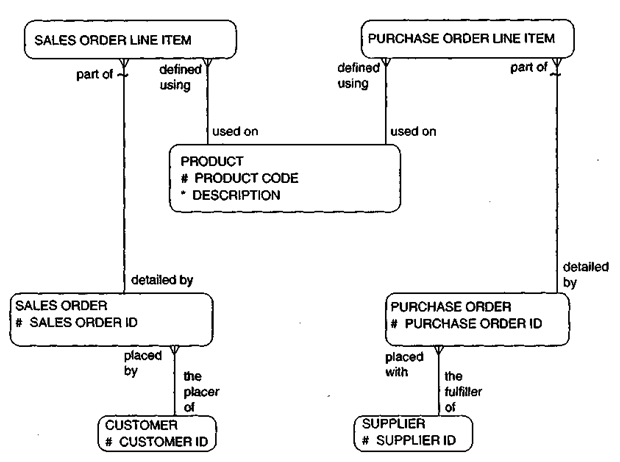 SALES ORDER LINE ITEM
PURCHASE ORDER LINE ITEM
part of
defined
using
defined
using
part of
used on
used on
PRODUCT
# PRODUCT CODE
* DESCRIPTION
detailed by
detailed
by
SALES ORDER
# SALES ORDER ID
PURCHASE ORDER
# PURCHASE ORDER ID
placed
by
the
placer
of
placed
with
the
fulfiller
of
CUSTOMER
# CUSTOMER ID
SUPPLIER
# SUPPLIER ID